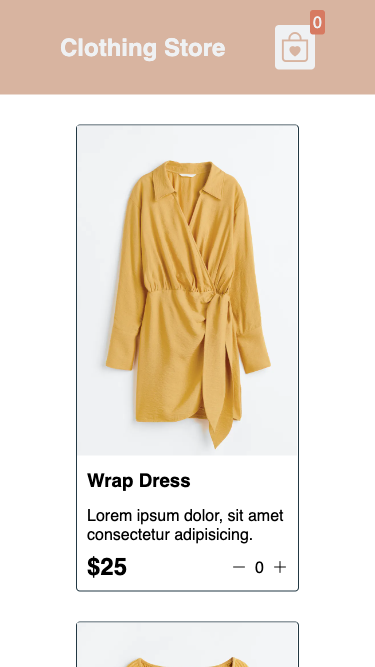 Clothing Store
0
Wrap Dress
Lorem ipsum dolor, sit amet
consectetur adipisicing.
$25
0